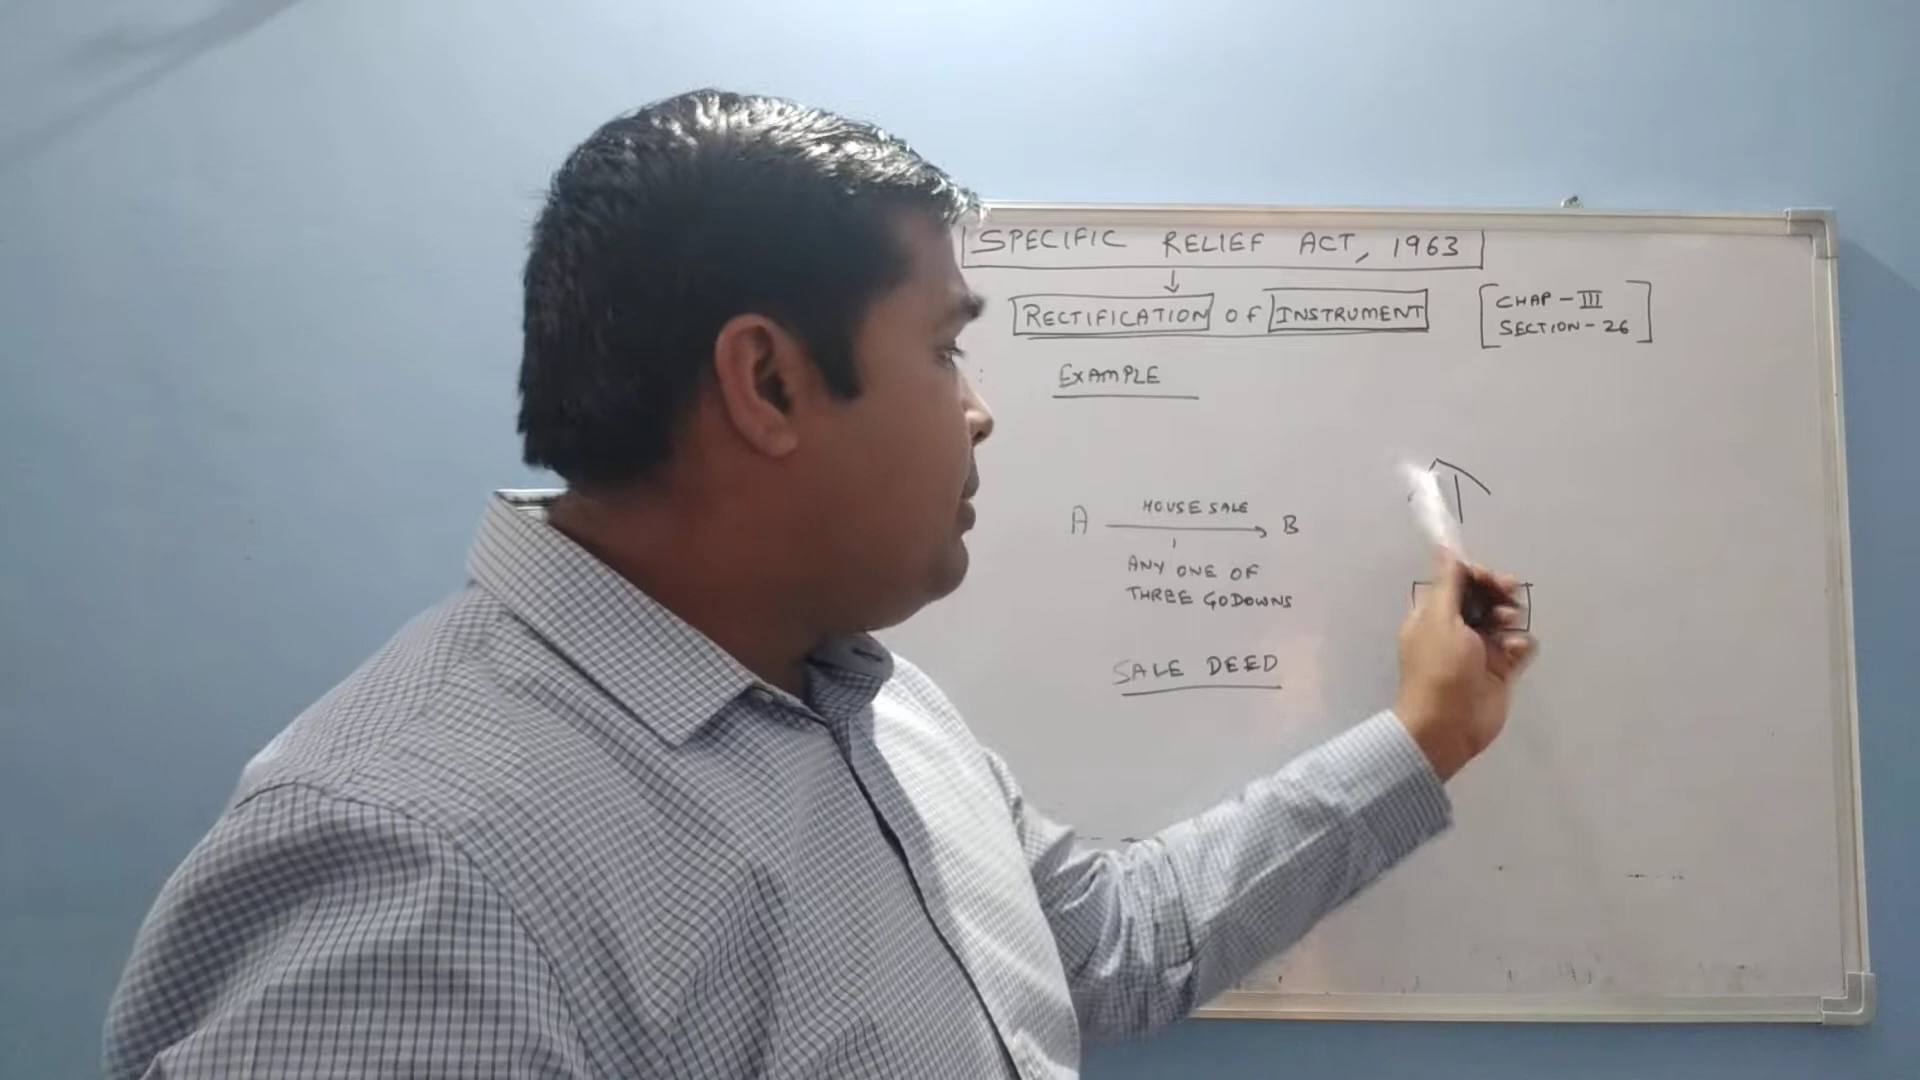 SPECIFIC RELIEF ACT, 1963
RECTIFICATION OF INSTRUMENT
[CHAP - III
SECTION - 26]
EXAMPLE
HOUSE SALE
A B
ANY ONE OF
THREE GODOWNS
SALE DEED